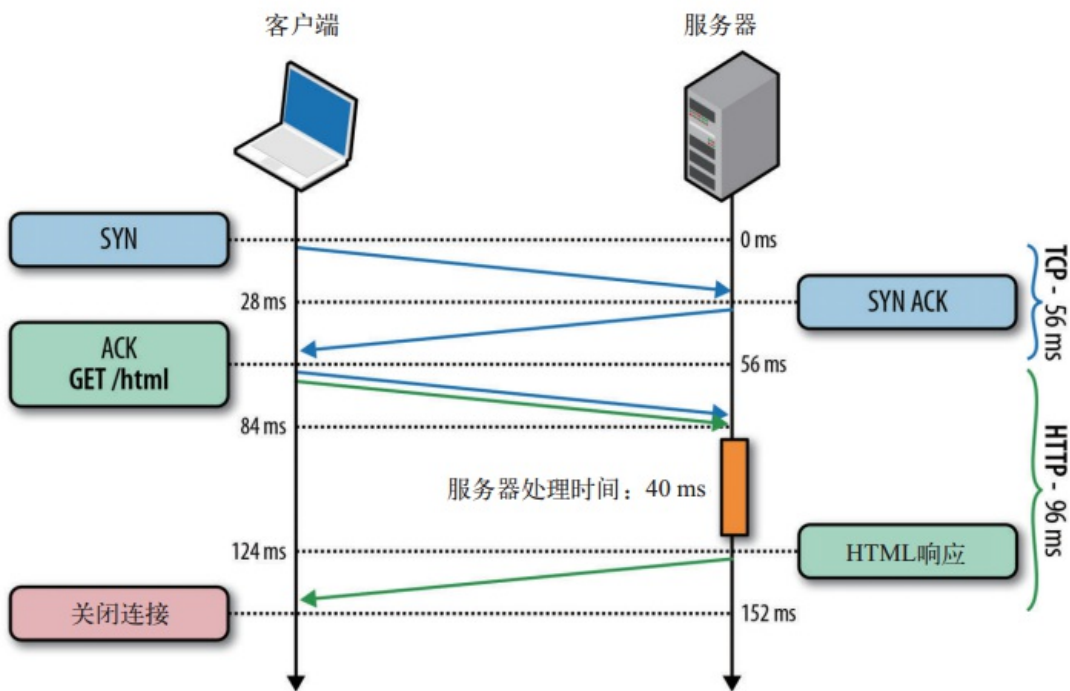 客户端
服务器
SYN
0 ms
TCP - 56 ms
28 ms
SYN ACK
ACK
GET /html
56 ms
84 ms
HTTP - 96 ms
服务器处理时间：40 ms
124 ms
HTML响应
关闭连接
152 ms